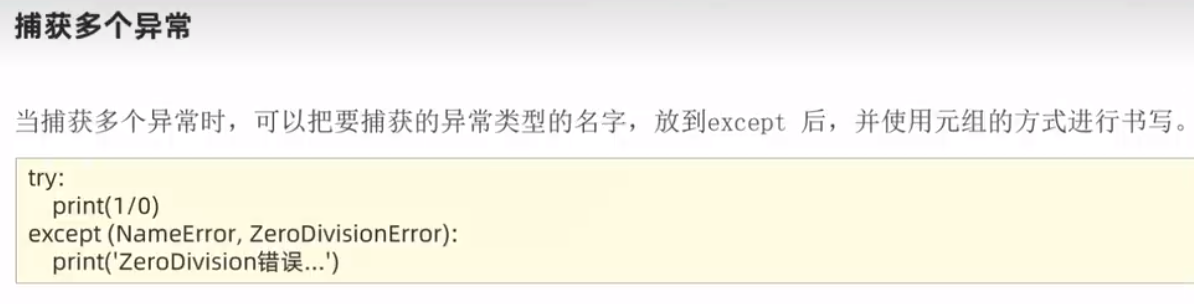 捕获多个异常
当捕获多个异常时，可以把要捕获的异常类型的名字，放到except 后，并使用元组的方式进行书写。
try:
    print(1/0)
except (NameError, ZeroDivisionError):
    print('ZeroDivision错误...')